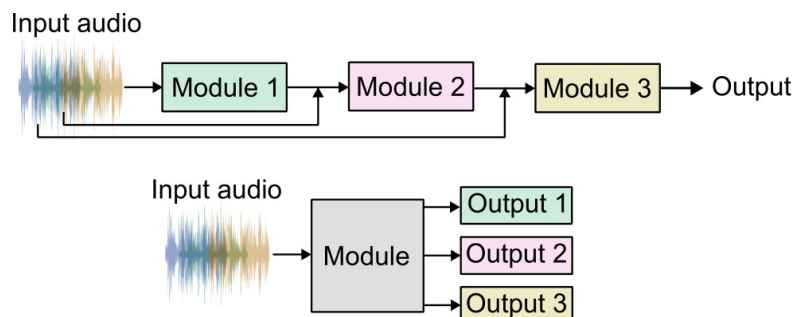 Input audio
Module 1
Module 2
Module 3
Output
Input audio
Module
Output 1
Output 2
Output 3